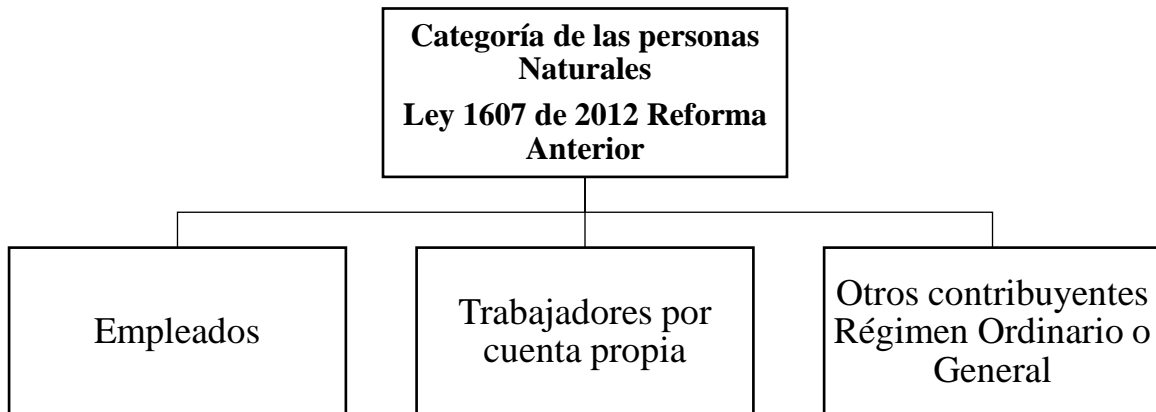 Categoría de las personas
Naturales
Ley 1607 de 2012 Reforma
Anterior
Empleados
Trabajadores por
cuenta propia
Otros contribuyentes
Régimen Ordinario o
General